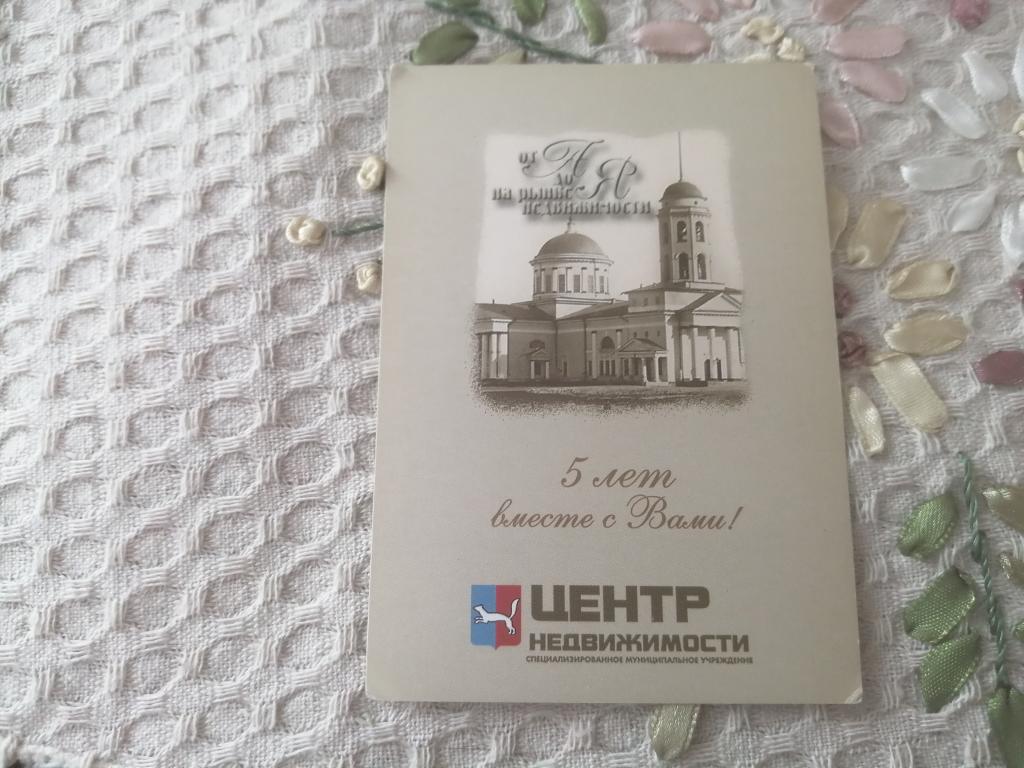 от А
до Я
на рынке
недвижимости
5 лет
вместе с Вами!
ЦЕНТР
НЕДВИЖИМОСТИ
СПЕЦИАЛИЗИРОВАННОЕ МУНИЦИПАЛЬНОЕ УЧРЕЖДЕНИЕ